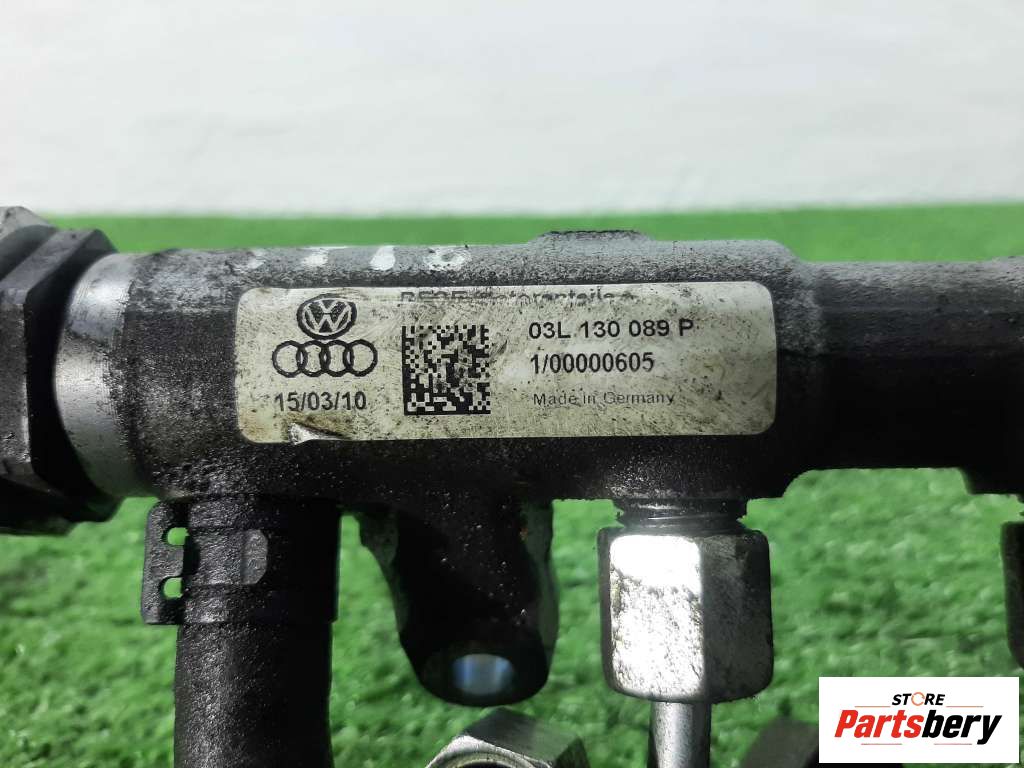 03L 130 089 P
1/00000605
15/03/10
Made in Germany
STORE
Partsbery